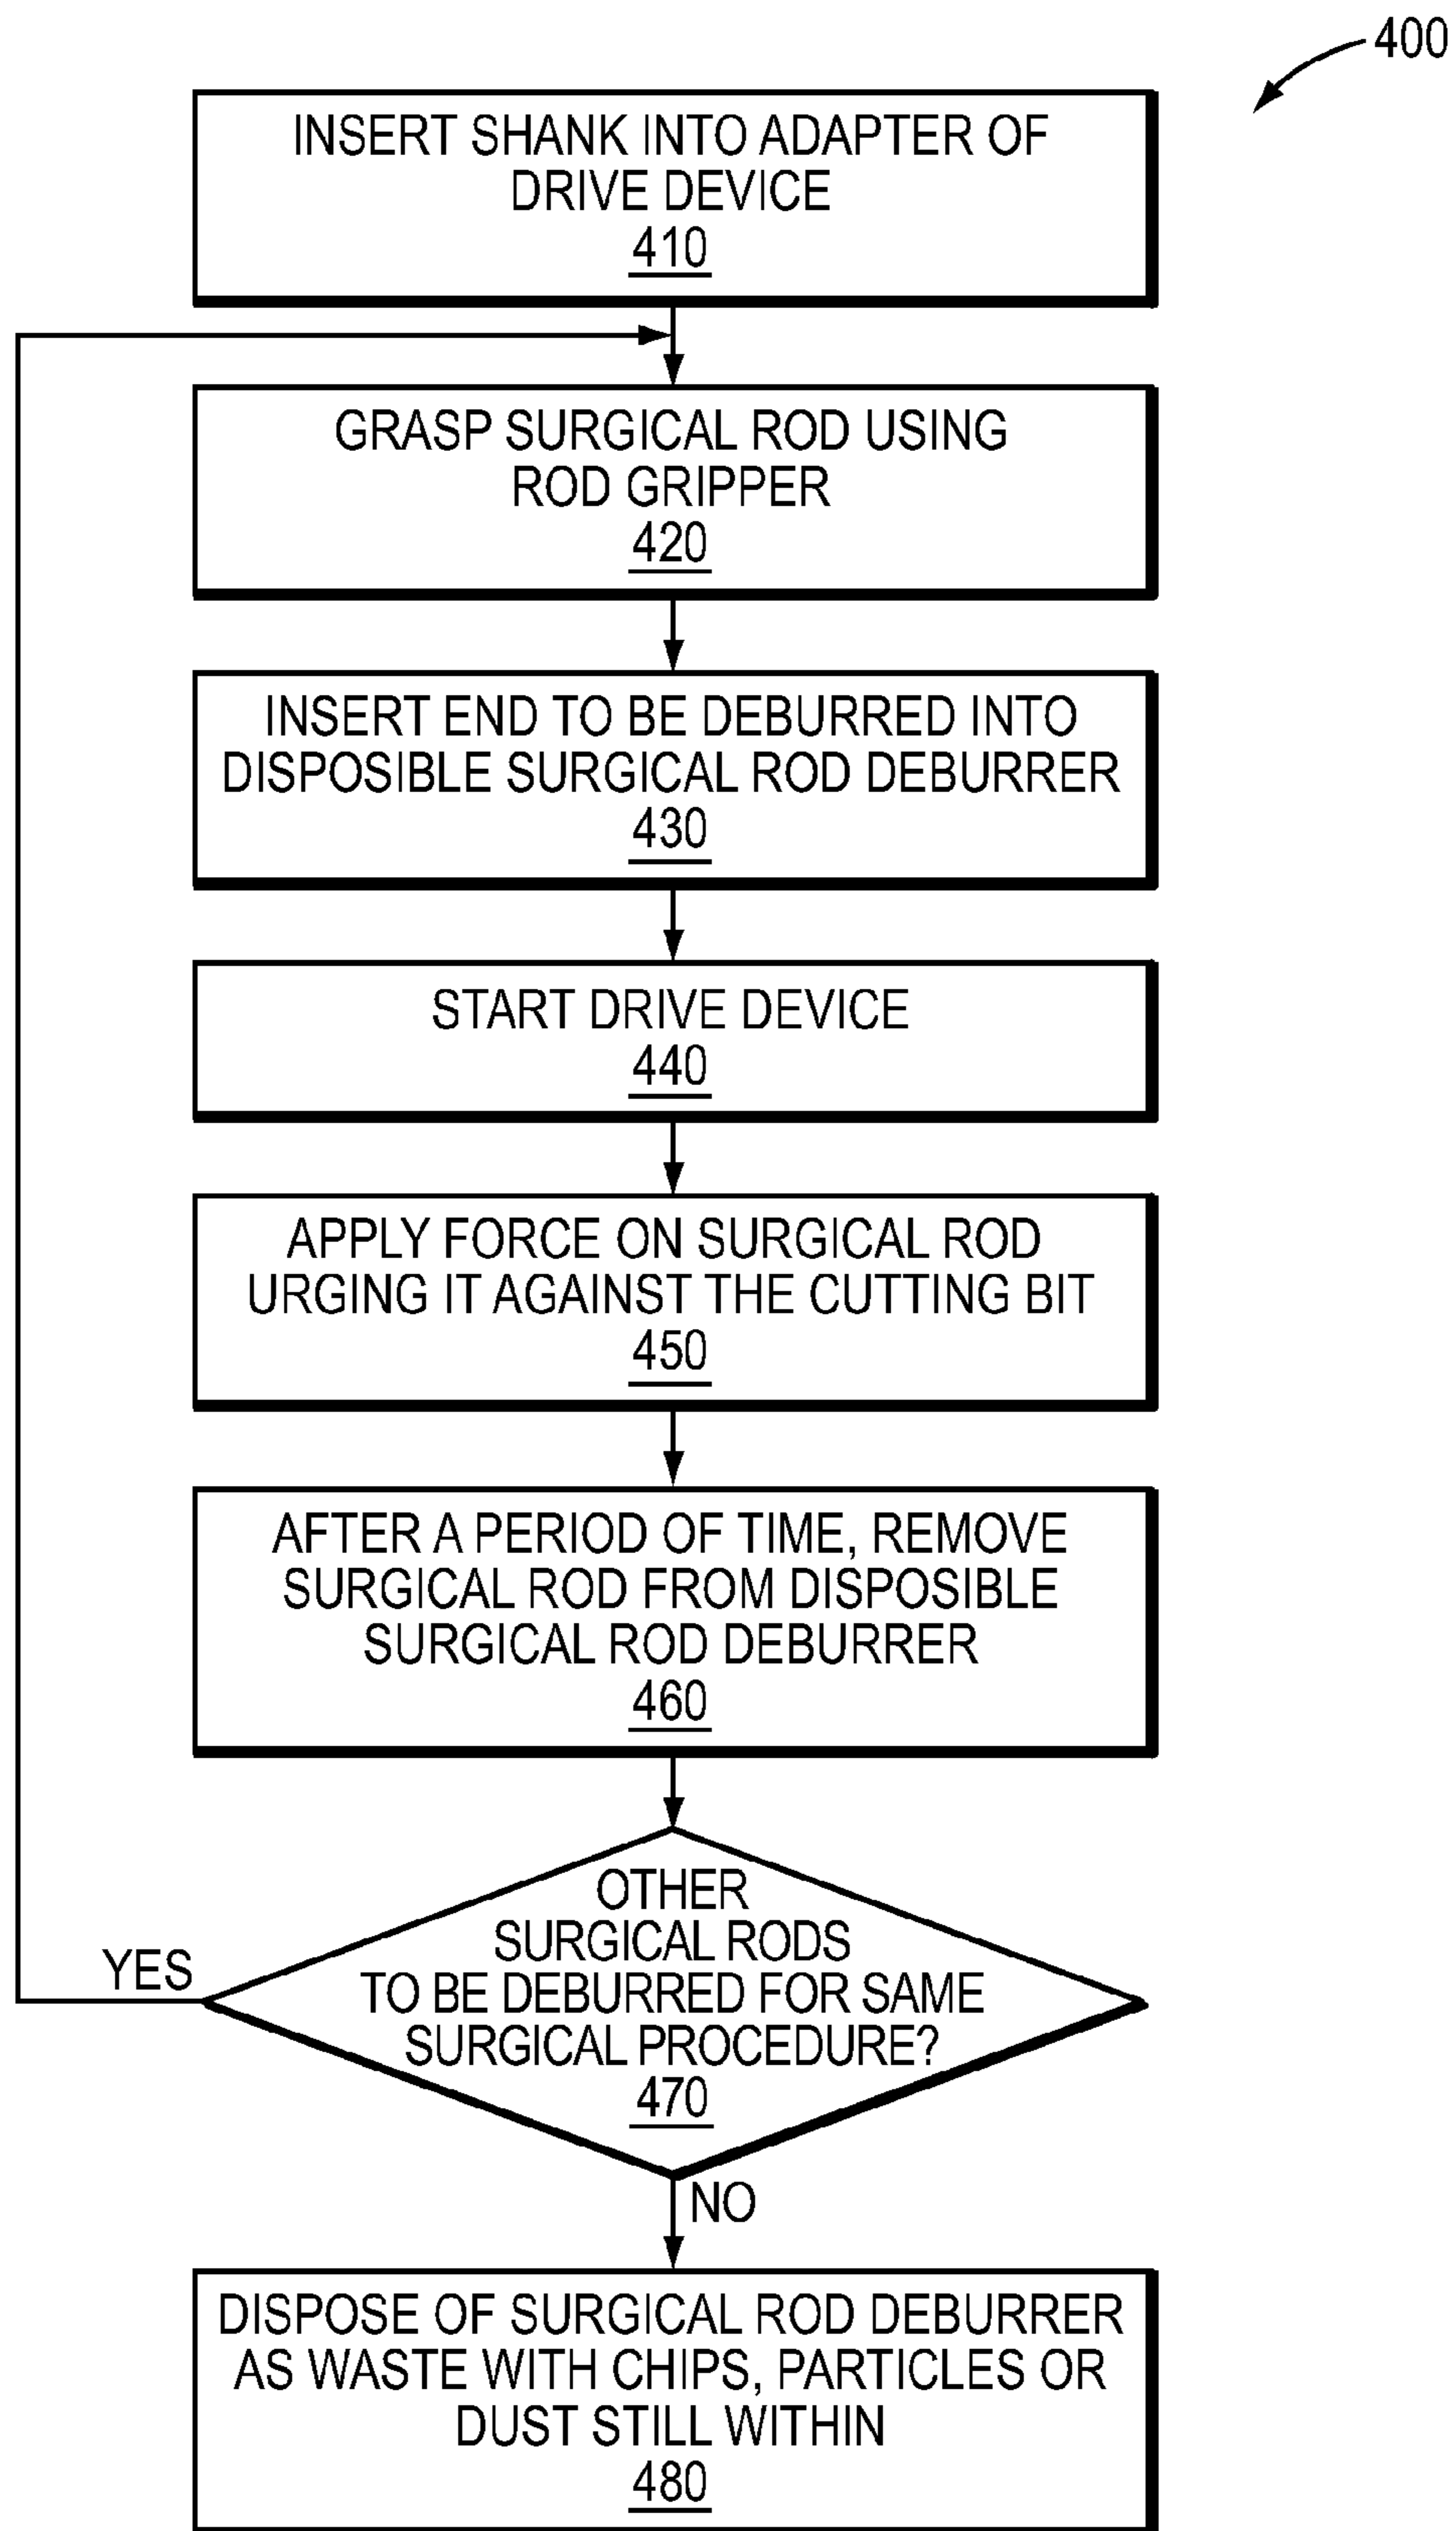 400
INSERT SHANK INTO ADAPTER OF
DRIVE DEVICE
410
GRASP SURGICAL ROD USING
ROD GRIPPER
420
INSERT END TO BE DEBURRED INTO
DISPOSIBLE SURGICAL ROD DEBURRER
430
START DRIVE DEVICE
440
APPLY FORCE ON SURGICAL ROD
URGING IT AGAINST THE CUTTING BIT
450
AFTER A PERIOD OF TIME, REMOVE
SURGICAL ROD FROM DISPOSIBLE
SURGICAL ROD DEBURRER
460
OTHER
SURGICAL RODS
TO BE DEBURRED FOR SAME
SURGICAL PROCEDURE?
470
YES
NO
DISPOSE OF SURGICAL ROD DEBURRER
AS WASTE WITH CHIPS, PARTICLES OR
DUST STILL WITHIN
480